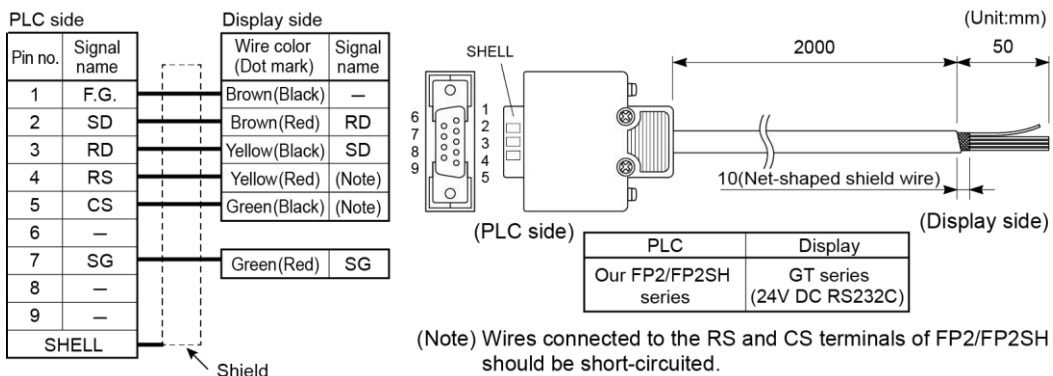 PLC side
Display side
Pin no. Signal name
Wire color (Dot mark) Signal name
1 F.G. Brown(Black) –
2 SD Brown(Red) RD
3 RD Yellow(Black) SD
4 RS Yellow(Red) (Note)
5 CS Green(Black) (Note)
6 –
7 SG Green(Red) SG
8 –
9 –
SHELL
Shield
(Unit:mm)
SHELL
2000 50
6
7
8
9
1
2
3
4
5
10(Net-shaped shield wire)
(PLC side)
(Display side)
PLC Display
Our FP2/FP2SH GT series
series (24V DC RS232C)
(Note) Wires connected to the RS and CS terminals of FP2/FP2SH
should be short-circuited.